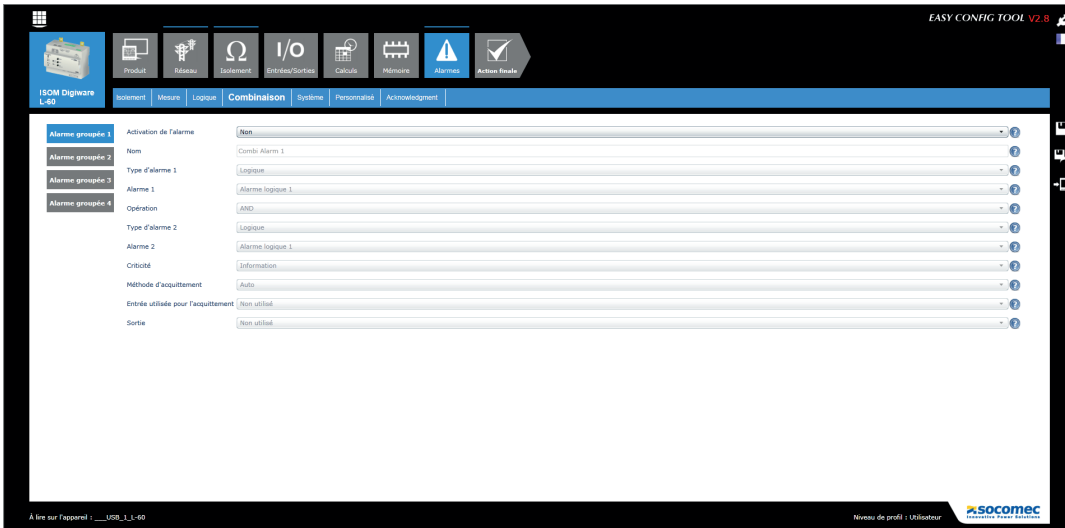 EASY CONFIG TOOL V2.8
Produit
Réseau
Ω
Isolement
I/O
Entrées/Sorties
Calculs
Mémoire
Alarmes
Action finale
ISOM Digiware
L-60
Isolement Mesure Logique Combinaison Système Personnalisé Acknowledgment
Alarme groupée 1
Alarme groupée 2
Alarme groupée 3
Alarme groupée 4
Activation de l'alarme Non ?
Nom Combi Alarm 1 ?
Type d'alarme 1 Logique ?
Alarme 1 Alarme logique 1 ?
Opération AND ?
Type d'alarme 2 Logique ?
Alarme 2 Alarme logique 1 ?
Criticité Information ?
Méthode d'acquittement Auto ?
Entrée utilisée pour l'acquittement Non utilisé ?
Sortie Non utilisé ?
À lire sur l'appareil : ___USB_1_L-60
Niveau de profil : Utilisateur
socomec
Innovative Power Solutions